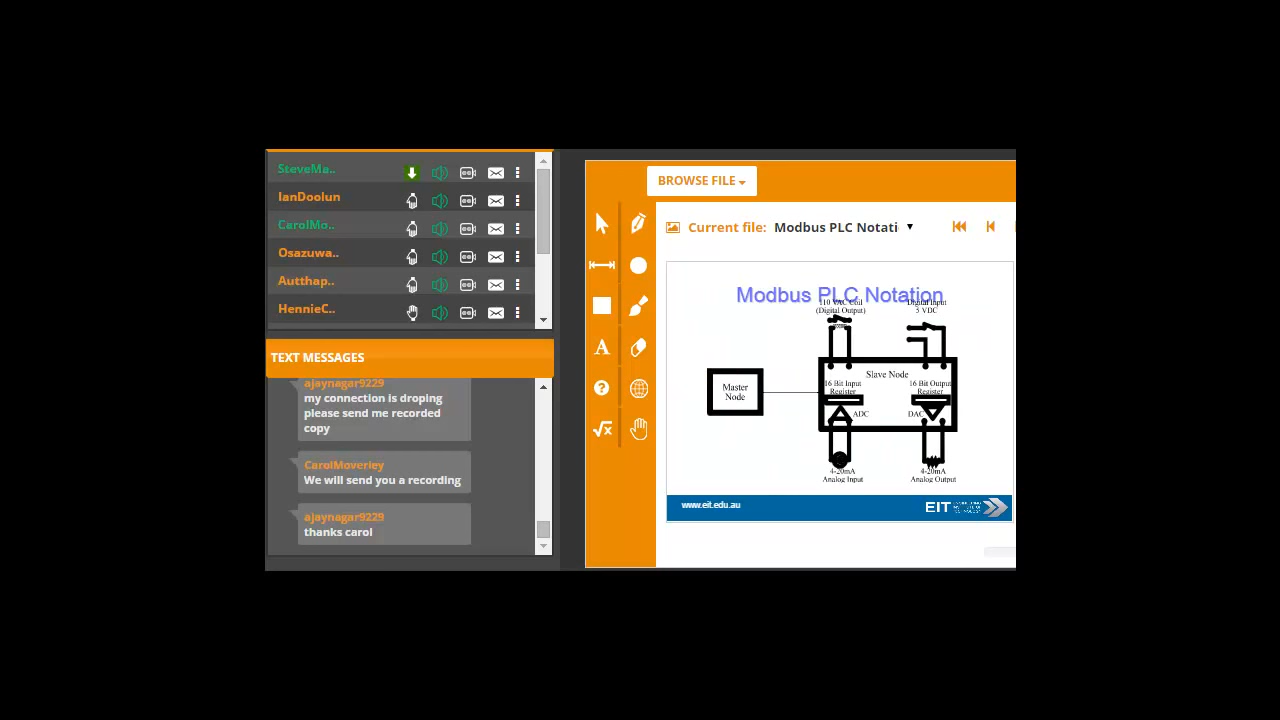 SteveMa..
IanDoolun
CarolMo..
Osazuwa..
Autthap..
HennieC..
TEXT MESSAGES
ajaynagar9229
my connection is droping
please send me recorded
copy
CarolMoverley
We will send you a recording
ajaynagar9229
thanks carol
BROWSE FILE
Current file: Modbus PLC Notati
A
?
√x
Modbus PLC Notation
110 VAC Coil
(Digital Output)
Digital Input
5 VDC
Master
Node
Slave Node
16 Bit Input
Register
16 Bit Output
Register
ADC
DAC
4-20mA
Analog Input
4-20mA
Analog Output
www.eit.edu.au
EIT